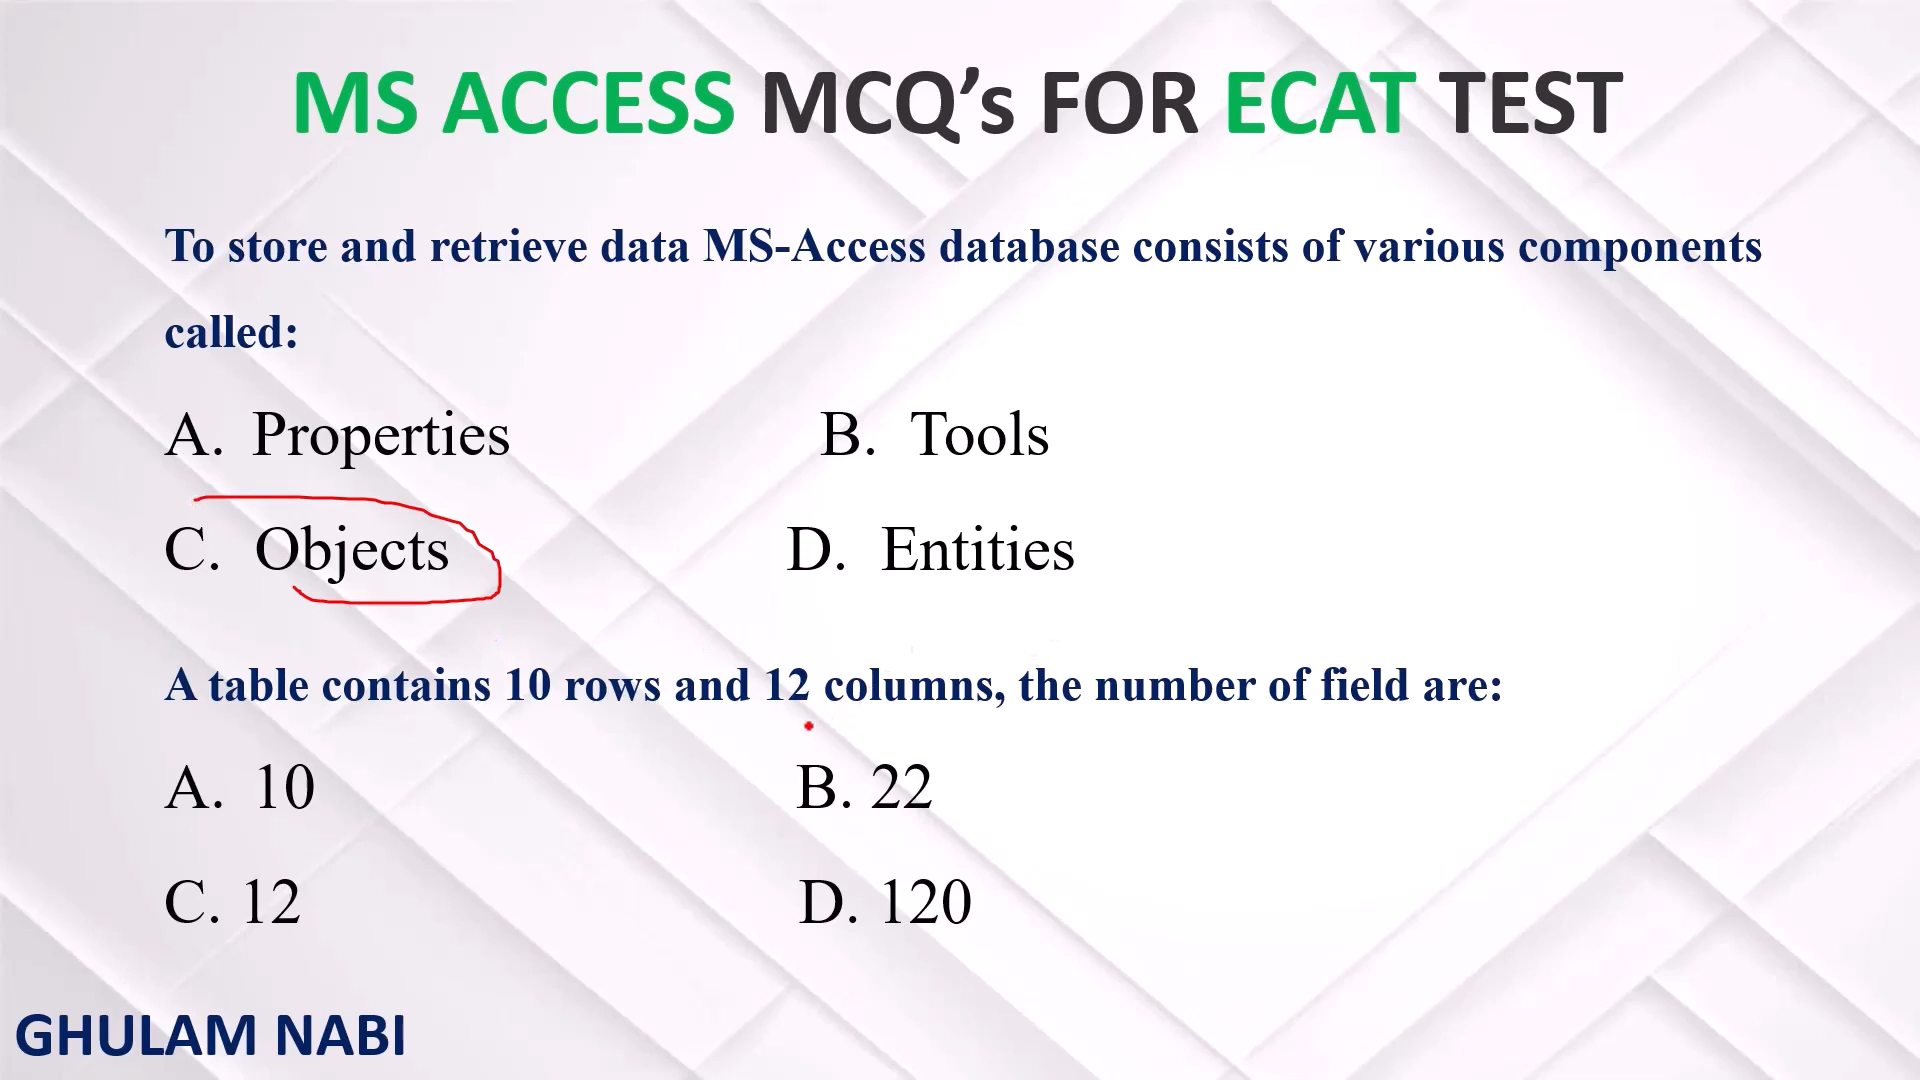 MS ACCESS MCQ’s FOR ECAT TEST
To store and retrieve data MS-Access database consists of various components
called:
A. Properties B. Tools
C. Objects D. Entities
A table contains 10 rows and 12 columns, the number of field are:
A. 10 B. 22
C. 12 D. 120
GHULAM NABI